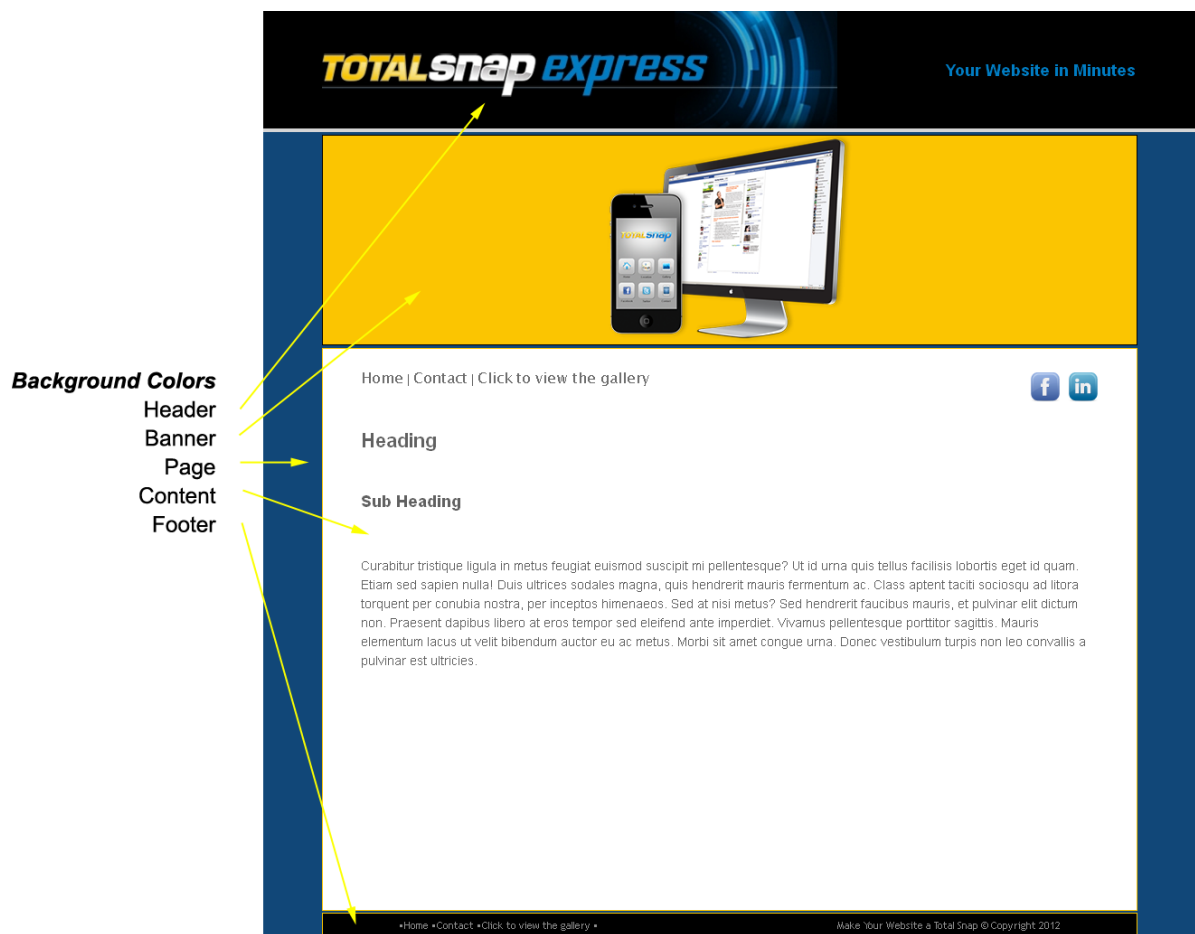 TOTALsnap express
Your Website in Minutes
TOTALsnap
Background Colors
Header
Banner
Page
Content
Footer
Home | Contact | Click to view the gallery
f in
Heading
Sub Heading
Curabitur tristique ligula in metus feugiat euismod suscipit mi pellentesque? Ut id urna quis tellus facilisis lobortis eget id quam.
Etiam sed sapien nulla! Duis ultrices sodales magna, quis hendrerit mauris fermentum ac. Class aptent taciti sociosqu ad litora
torquent per conubia nostra, per inceptos himenaeos. Sed at nisi metus? Sed hendrerit faucibus mauris, et pulvinar elit dictum
non. Praesent dapibus libero at eros tempor sed eleifend ante imperdiet. Vivamus pellentesque porttitor sagittis. Mauris
elementum lacus ut velit bibendum auctor eu ac metus. Morbi sit amet congue urna. Donec vestibulum turpis non leo convallis a
pulvinar est ultricies.
•Home •Contact •Click to view the gallery •
Make Your Website a Total Snap © Copyright 2012